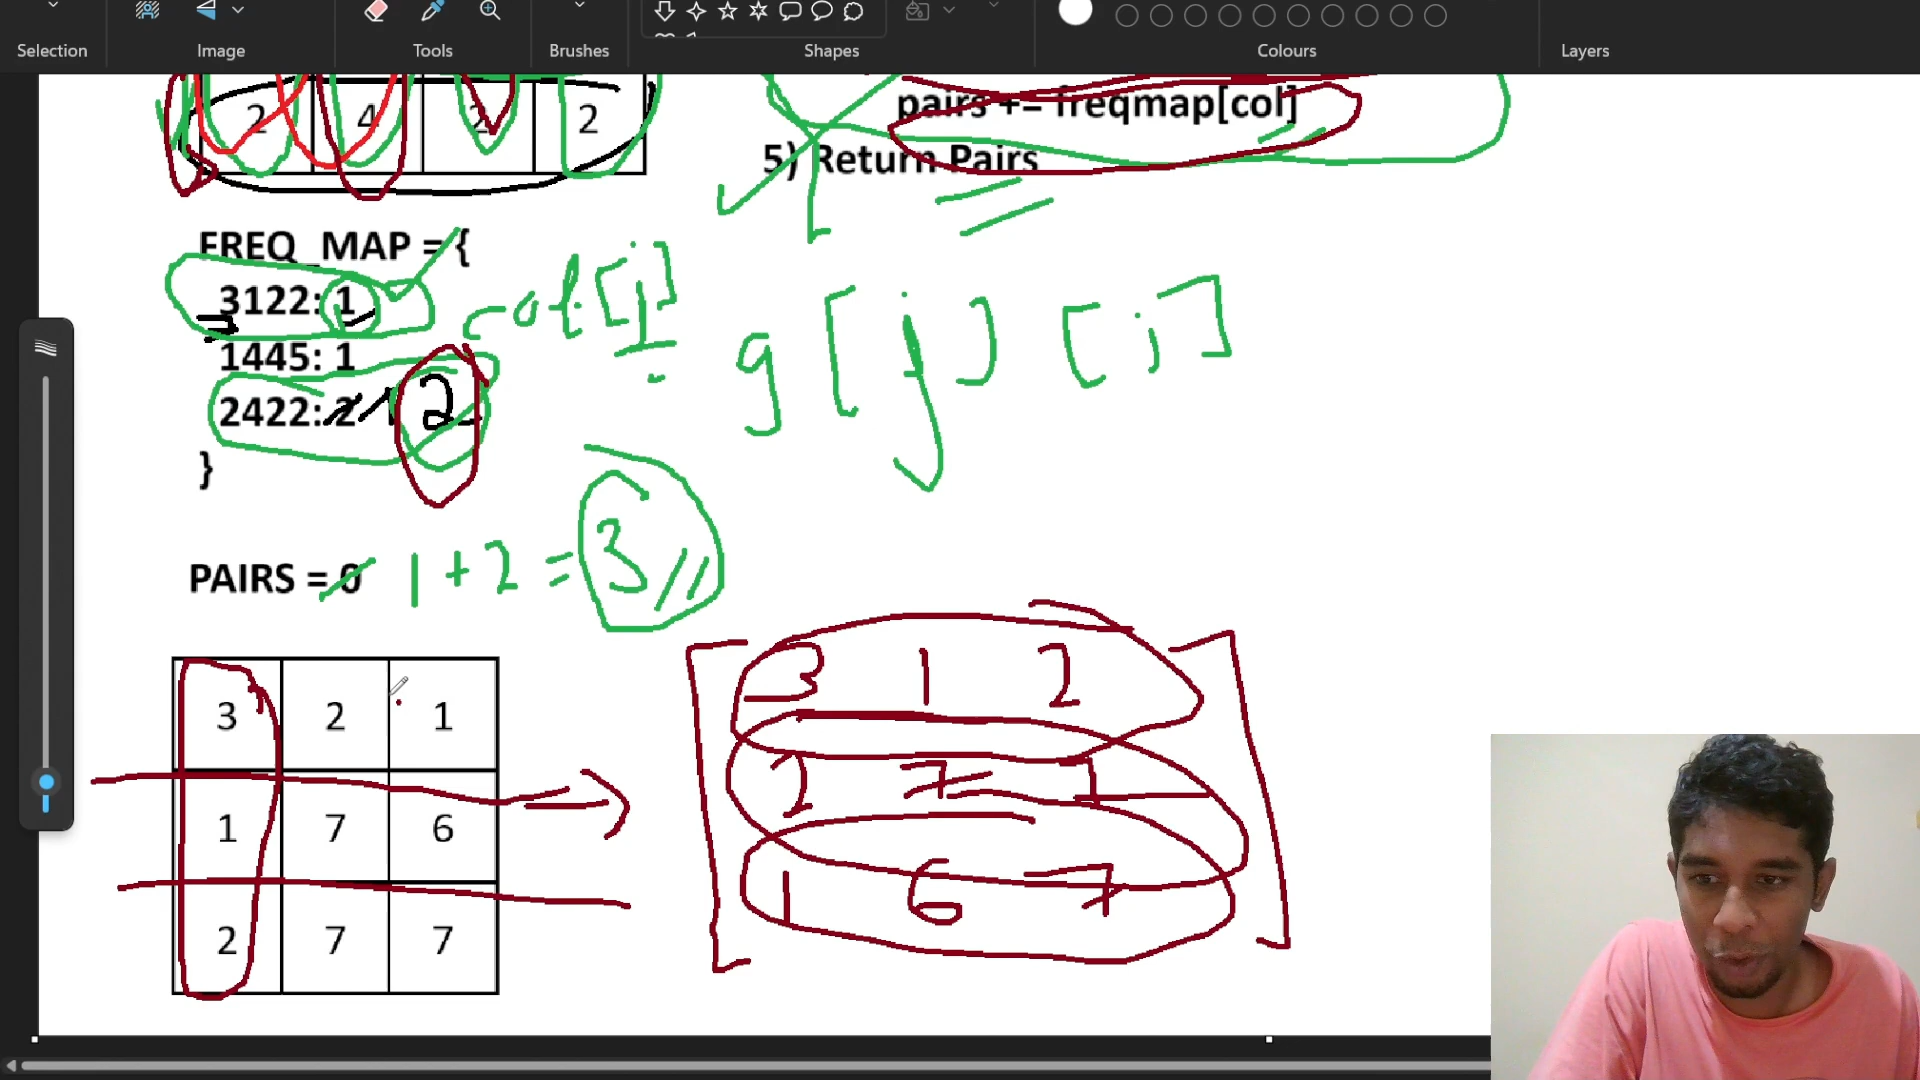 Selection
Image
Tools
Brushes
Shapes
Colours
Layers
2 4 2 2
pairs += freqmap[col]
5) Return Pairs
FREQ_MAP = {
3122: 1
1445: 1
2422: 2 1 2
}
g [j] [i]
PAIRS = 0 1 + 2 = 3
3 2 1
1 7 6
2 7 7
3 1 2
2 7 7
1 6 7